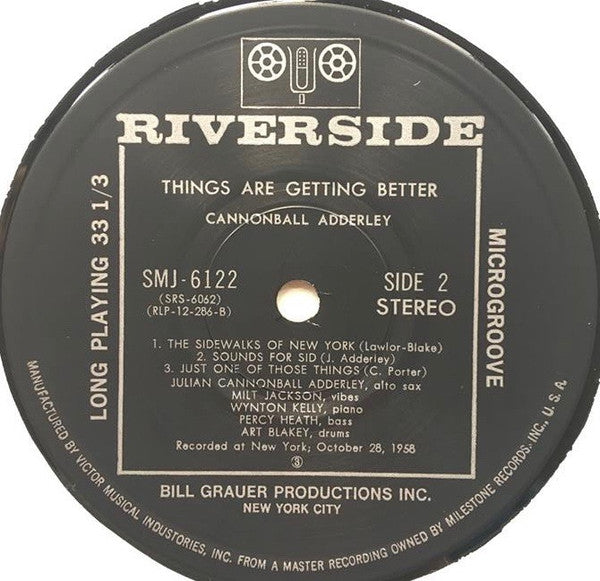 RIVERSIDE
THINGS ARE GETTING BETTER
CANNONBALL ADDERLEY
SMJ-6122
(SRS-6062)
(RLP-12-286-B)
SIDE 2
STEREO
LONG PLAYING 33 1/3
MICROGROOVE
1. THE SIDEWALKS OF NEW YORK (Lawlor-Blake)
2. SOUNDS FOR SID (J. Adderley)
3. JUST ONE OF THOSE THINGS (C. Porter)
JULIAN CANNONBALL ADDERLEY, alto sax
MILT JACKSON, vibes
WYNTON KELLY, piano
PERCY HEATH, bass
ART BLAKEY, drums
Recorded at New York; October 28, 1958
BILL GRAUER PRODUCTIONS INC.
NEW YORK CITY
MANUFACTURED BY VICTOR MUSICAL INDUSTORIES, INC. FROM A MASTER RECORDING OWNED BY MILESTONE RECORDS, INC., U.S.A.